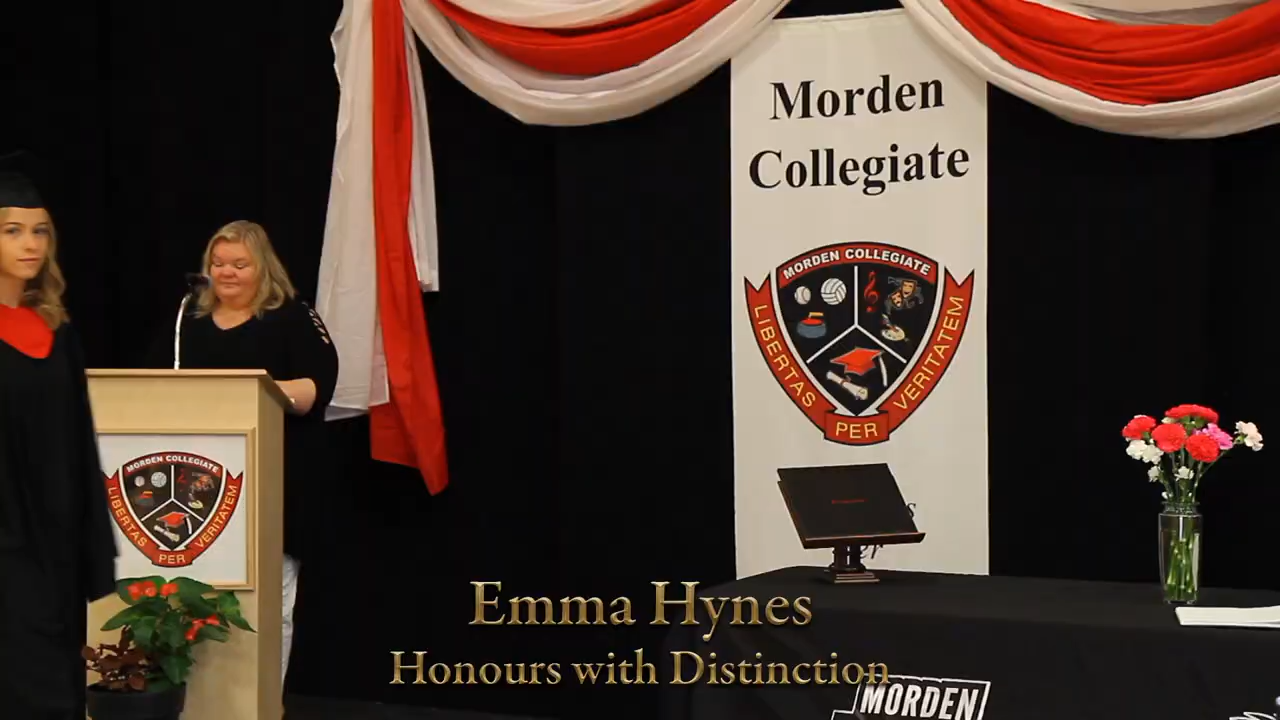 Morden
Collegiate
MORDEN COLLEGIATE
LIBERTAS PER VERITATEM
MORDEN COLLEGIATE
LIBERTAS PER VERITATEM
Emma Hynes
Honours with Distinction
MORDEN